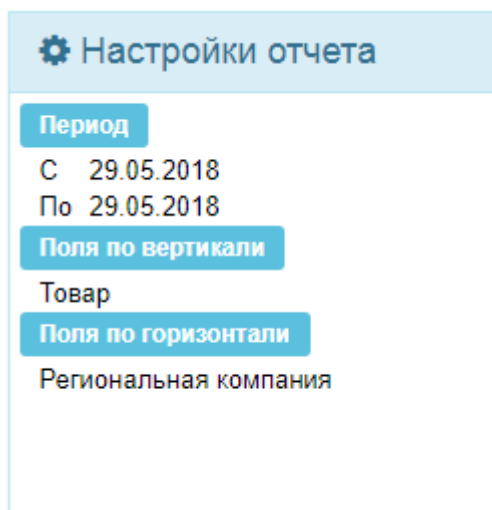 Настройки отчета
Период
С 29.05.2018
По 29.05.2018
Поля по вертикали
Товар
Поля по горизонтали
Региональная компания